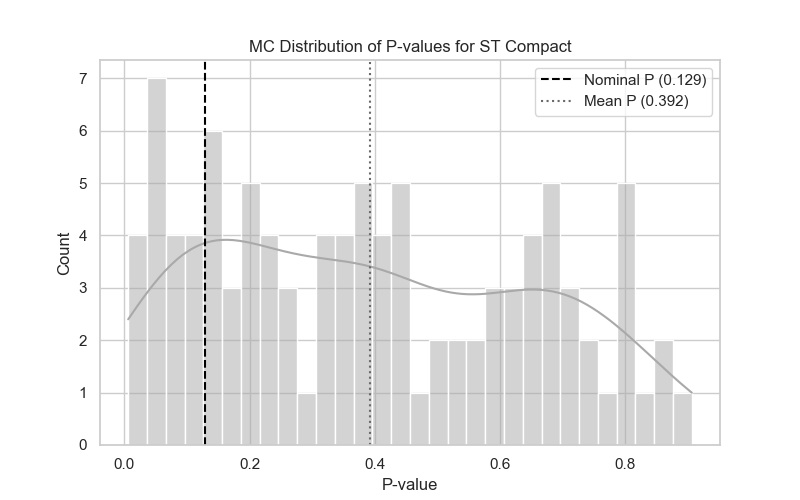 MC Distribution of P-values for ST Compact
Nominal P (0.129)
Mean P (0.392)
7
6
5
4
3
2
1
0
Count
0.0 0.2 0.4 0.6 0.8
P-value